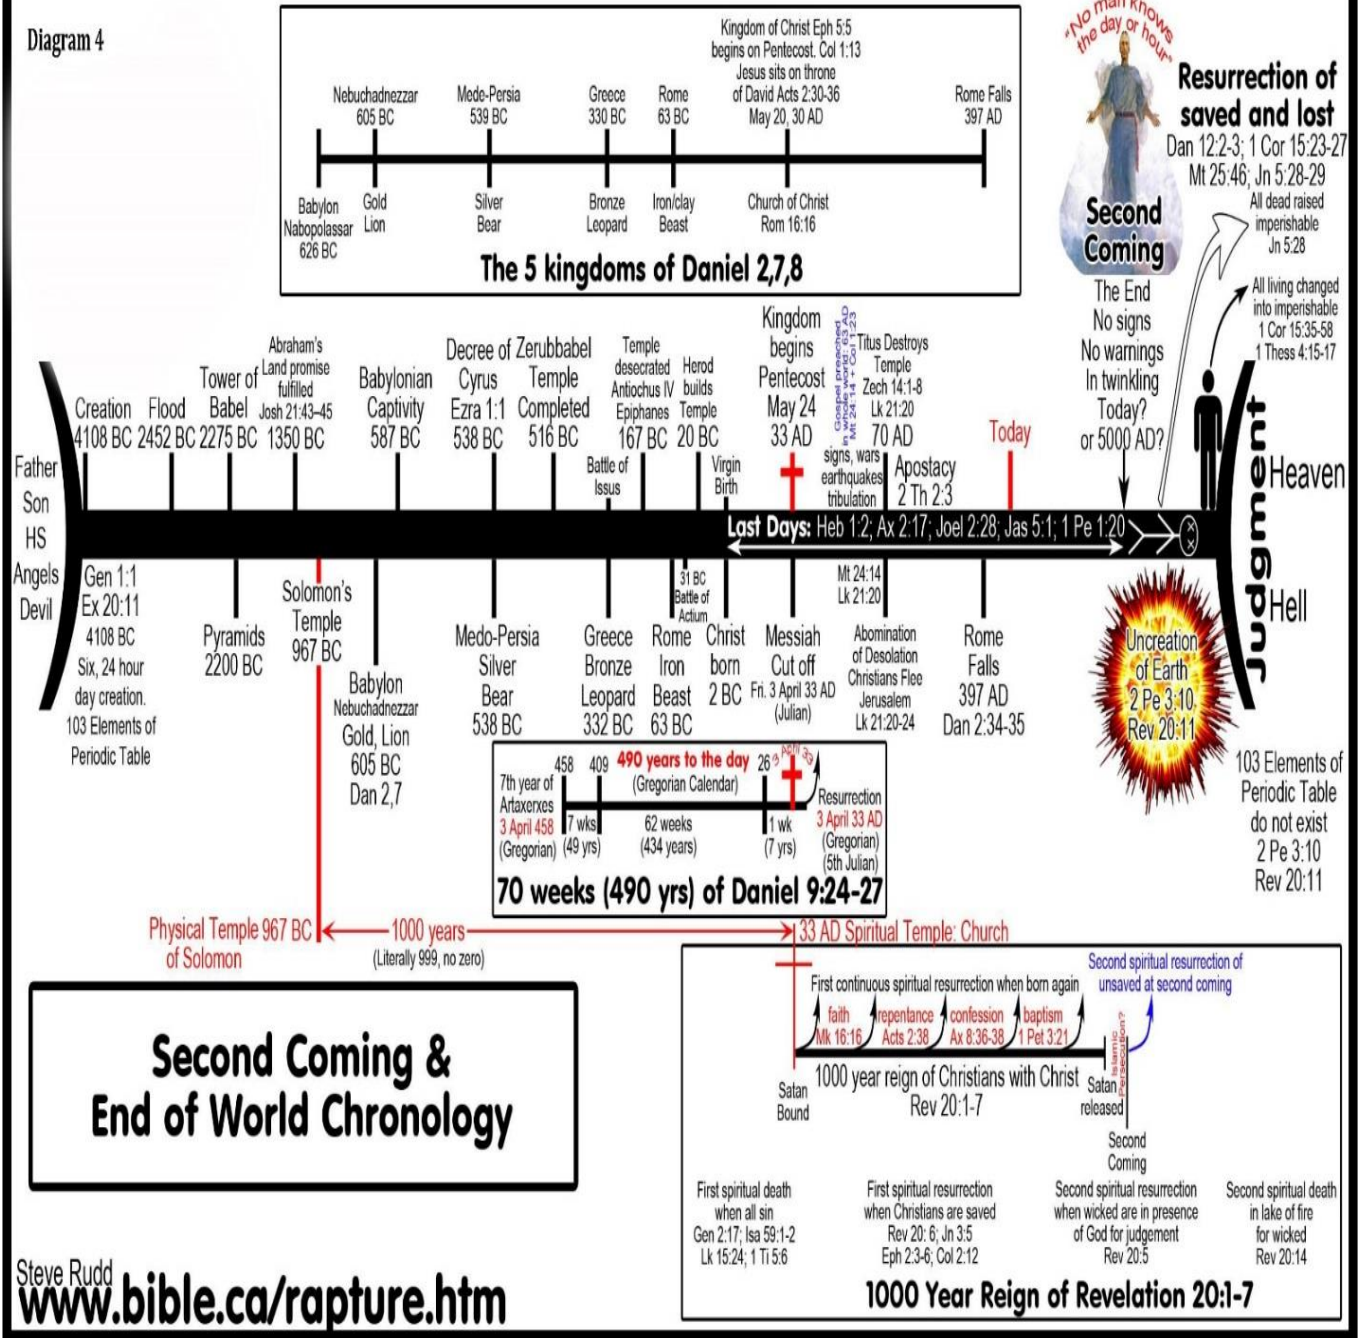 Diagram 4
Nebuchadnezzar
605 BC
Medo-Persia
539 BC
Greece
330 BC
Rome
63 BC
Kingdom of Christ Eph 5:5
begins on Pentecost. Col 1:13
Jesus sits on throne
of David Acts 2:30-36
May 20, 30 AD
Rome Falls
397 AD
Babylon
Nabopolassar
626 BC
Gold
Lion
Silver
Bear
Bronze
Leopard
Iron/clay
Beast
Church of Christ
Rom 16:16
The 5 kingdoms of Daniel 2,7,8
"No man knows
the day or hour"
Second
Coming
Resurrection of
saved and lost
Dan 12:2-3; 1 Cor 15:23-27
Mt 25:46; Jn 5:28-29
All dead raised
imperishable
Jn 5:28
All living changed
into imperishable
1 Cor 15:35-58
1 Thess 4:15-17
The End
No signs
No warnings
In twinkling
Today?
or 5000 AD?
Father
Son
HS
Angels
Devil
Creation
4108 BC
Flood
2452 BC
Tower of
Babel
2275 BC
Abraham's
Land promise
fulfilled
Josh 21:43-45
1350 BC
Babylonian
Captivity
587 BC
Decree of
Cyrus
Ezra 1:1
538 BC
Zerubbabel
Temple
Completed
516 BC
Battle of
Issus
Temple
desecrated
Antiochus IV
Epiphanes
167 BC
Herod
builds
Temple
20 BC
Virgin
Birth
Kingdom
begins
Pentecost
May 24
33 AD
Gospel preached
in whole world: 63 AD
Mt 24:14 + Col 1:23
signs, wars
earthquakes
tribulation
Titus Destroys
Temple
Zech 14:1-8
Lk 21:20
70 AD
Apostacy
2 Th 2:3
Today
Last Days: Heb 1:2; Ax 2:17; Joel 2:28; Jas 5:1; 1 Pe 1:20
Judgment
Heaven
Hell
Gen 1:1
Ex 20:11
4108 BC
Six, 24 hour
day creation.
103 Elements of
Periodic Table
Pyramids
2200 BC
Solomon's
Temple
967 BC
Babylon
Nebuchadnezzar
Gold, Lion
605 BC
Dan 2,7
Medo-Persia
Silver
Bear
538 BC
Greece
Bronze
Leopard
332 BC
Rome
Iron
Beast
63 BC
31 BC
Battle of
Actium
Christ
born
2 BC
Messiah
Cut off
Fri. 3 April 33 AD
(Julian)
Mt 24:14
Lk 21:20
Abomination
of Desolation
Christians Flee
Jerusalem
Lk 21:20-24
Rome
Falls
397 AD
Dan 2:34-35
Uncreation
of Earth
2 Pe 3:10
Rev 20:11
103 Elements of
Periodic Table
do not exist
2 Pe 3:10
Rev 20:11
7th year of
Artaxerxes
3 April 458
(Gregorian)
458
409
490 years to the day
(Gregorian Calendar)
26
3 April 33
7 wks
(49 yrs)
62 weeks
(434 years)
1 wk
(7 yrs)
Resurrection
3 April 33 AD
(Gregorian)
(5th Julian)
70 weeks (490 yrs) of Daniel 9:24-27
Physical Temple 967 BC
of Solomon
1000 years
(Literally 999, no zero)
33 AD Spiritual Temple: Church
Second Coming &
End of World Chronology
First continuous spiritual resurrection when born again
Second spiritual resurrection of
unsaved at second coming
faith
Mk 16:16
repentance
Acts 2:38
confession
Ax 8:36-38
baptism
1 Pet 3:21
Satan
Bound
1000 year reign of Christians with Christ
Rev 20:1-7
Satan
released
Islamic
Persecution?
Second
Coming
First spiritual death
when all sin
Gen 2:17; Isa 59:1-2
Lk 15:24; 1 Ti 5:6
First spiritual resurrection
when Christians are saved
Rev 20: 6; Jn 3:5
Eph 2:3-6; Col 2:12
Second spiritual resurrection
when wicked are in presence
of God for judgement
Rev 20:5
Second spiritual death
in lake of fire
for wicked
Rev 20:14
1000 Year Reign of Revelation 20:1-7
Steve Rudd
www.bible.ca/rapture.htm